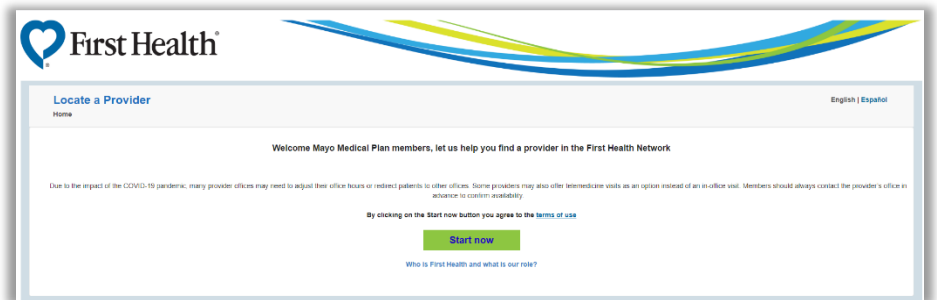 First Health
Locate a Provider
English | Español
Home
Welcome Mayo Medical Plan members, let us help you find a provider in the First Health Network
Due to the impact of the COVID-19 pandemic, many provider offices may need to adjust their office hours or redirect patients to other offices. Some providers may also offer telemedicine visits as an option instead of an in-office visit. Members should always contact the provider's office in
advance to confirm availability.
By clicking on the Start now button you agree to the terms of use
Start now
Who is First Health and what is our role?